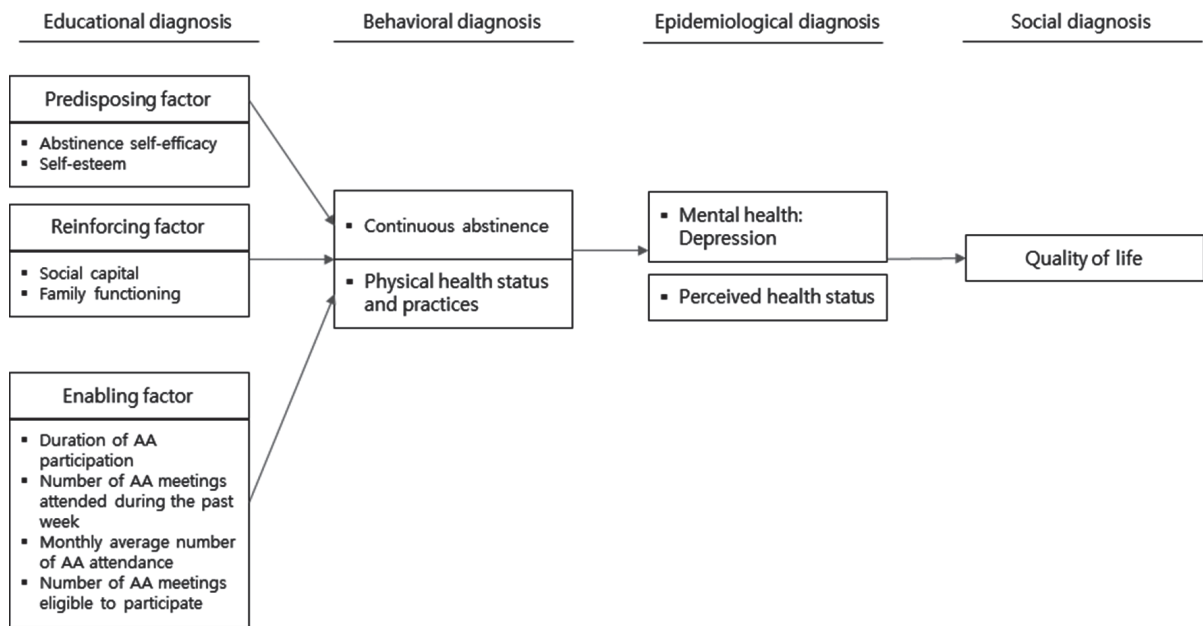 Educational diagnosis
Behavioral diagnosis
Epidemiological diagnosis
Social diagnosis
Predisposing factor
▪ Abstinence self-efficacy
▪ Self-esteem
Reinforcing factor
▪ Social capital
▪ Family functioning
Enabling factor
▪ Duration of AA
participation
▪ Number of AA meetings
attended during the past
week
▪ Monthly average number
of AA attendance
▪ Number of AA meetings
eligible to participate
▪ Continuous abstinence
▪ Physical health status
and practices
▪ Mental health:
Depression
▪ Perceived health status
Quality of life